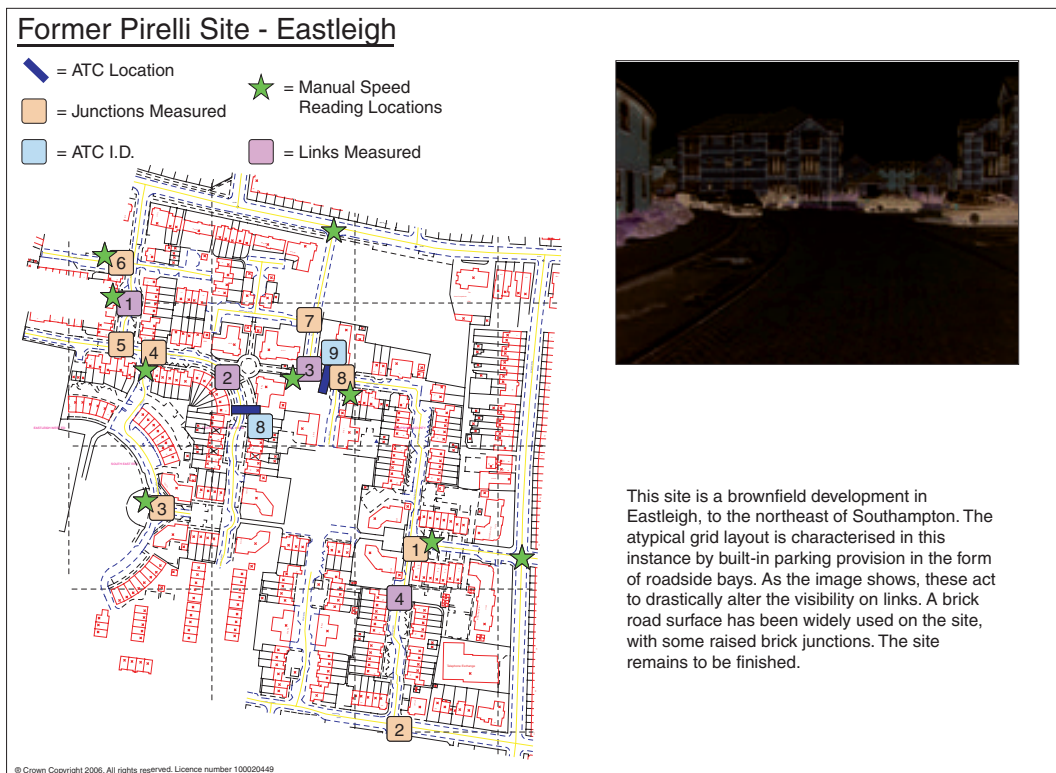 Former Pirelli Site - Eastleigh
= ATC Location
= Manual Speed
Reading Locations
= Junctions Measured
= ATC I.D.
= Links Measured
6
1
7
5
4
9
3
8
2
8
3
1
4
2
This site is a brownfield development in
Eastleigh, to the northeast of Southampton. The
atypical grid layout is characterised in this
instance by built-in parking provision in the form
of roadside bays. As the image shows, these act
to drastically alter the visibility on links. A brick
road surface has been widely used on the site,
with some raised brick junctions. The site
remains to be finished.
© Crown Copyright 2006. All rights reserved. Licence number 100020449